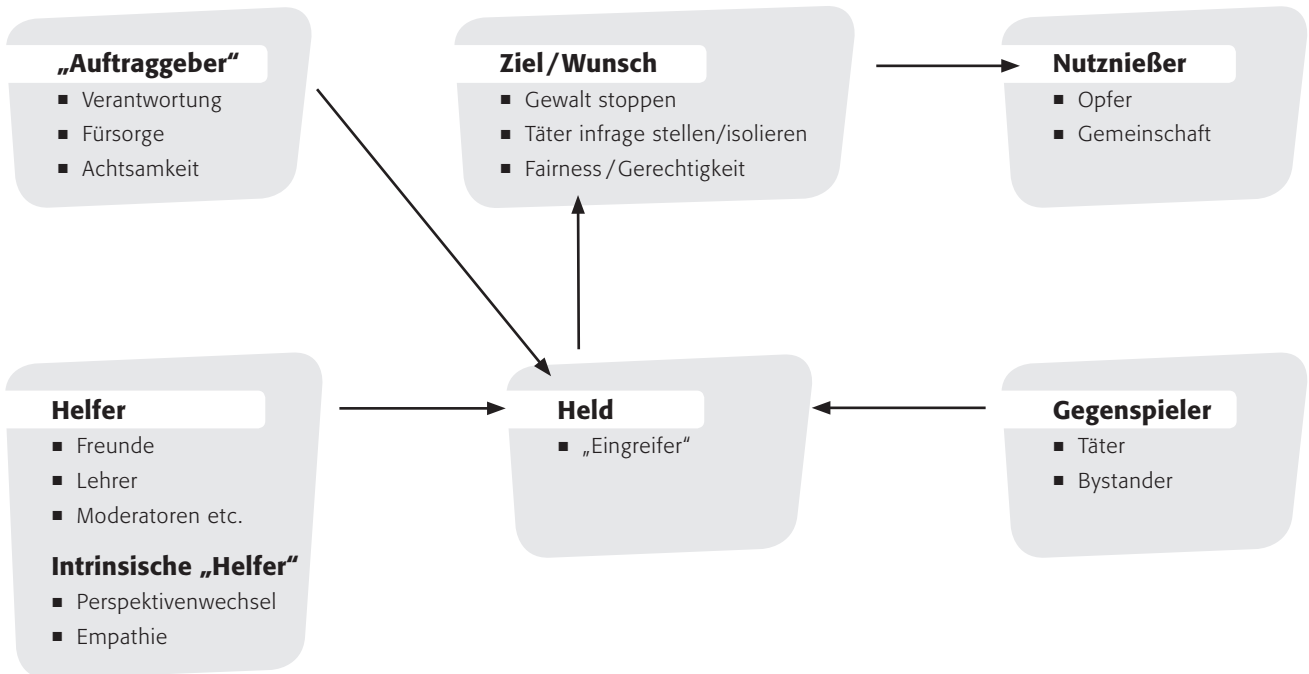 „Auftraggeber“
■ Verantwortung
■ Fürsorge
■ Achtsamkeit
Ziel/Wunsch
■ Gewalt stoppen
■ Täter infrage stellen/isolieren
■ Fairness/Gerechtigkeit
Nutznießer
■ Opfer
■ Gemeinschaft
Helfer
■ Freunde
■ Lehrer
■ Moderatoren etc.
Intrinsische „Helfer“
■ Perspektivenwechsel
■ Empathie
Held
■ „Eingreifer“
Gegenspieler
■ Täter
■ Bystander